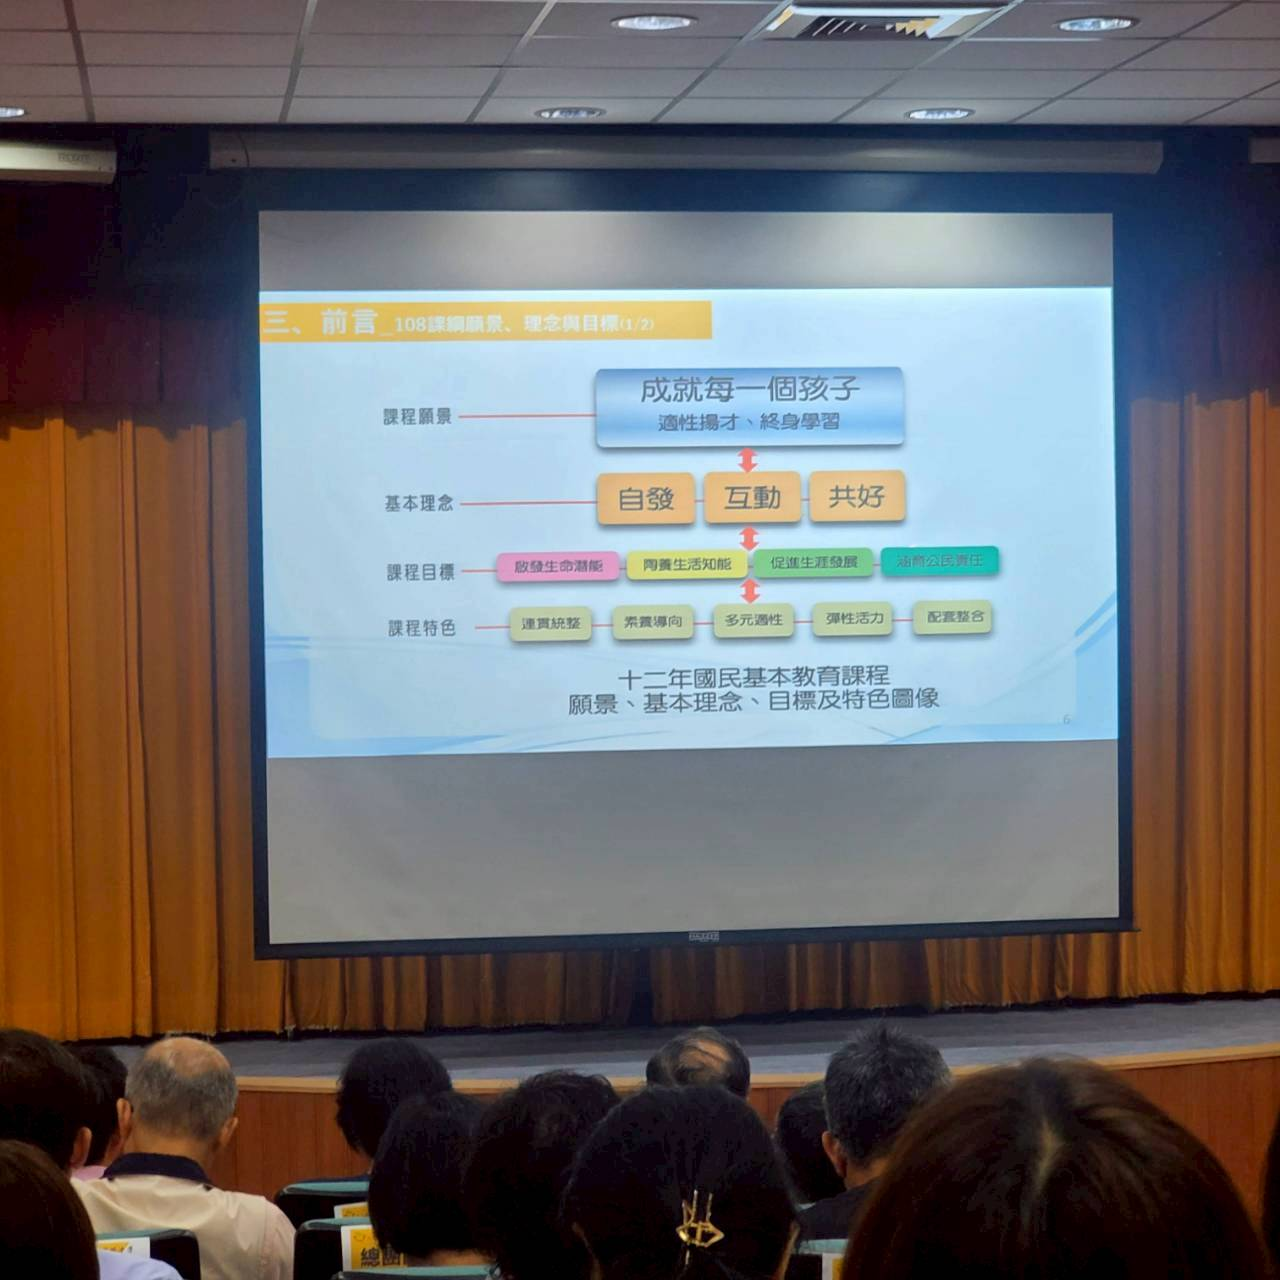 三、前言_108課綱願景、理念與目標(1/2)
成就每一個孩子
課程願景
適性揚才、終身學習
基本理念 自發 互動 共好
課程目標 啟發生命潛能 陶養生活知能 促進生涯發展 涵育公民責任
課程特色 連貫統整 素養導向 多元適性 彈性活力 配套整合
十二年國民基本教育課程
願景、基本理念、目標及特色圖像
6